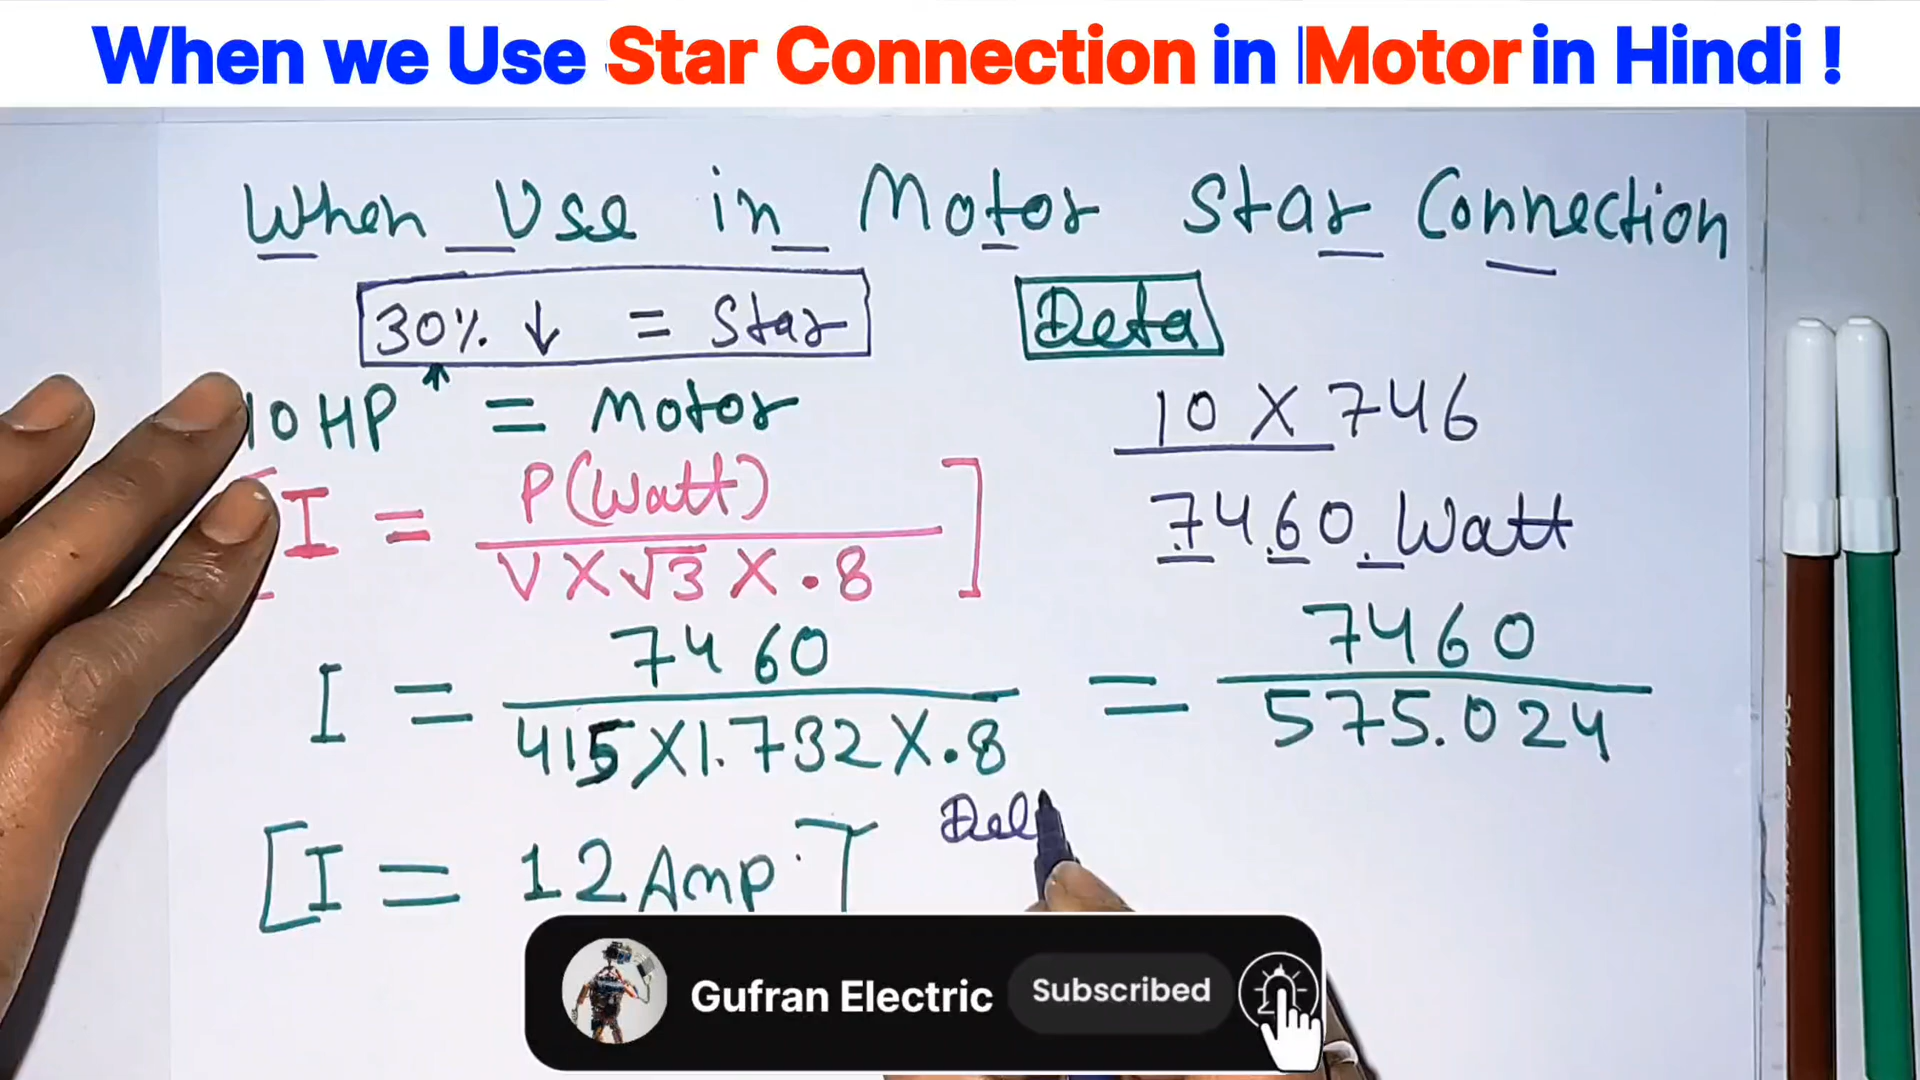 When we Use Star Connection in Motor in Hindi !
When Use in Motor Star Connection
30% ↓ = Star
Deta
10 HP = Motor
10 X 746
[I = P(Watt) / V X √3 X .8]
7460 Watt
I = 7460 / 415 X 1.732 X .8 = 7460 / 575.024
[I = 12 Amp.]
Del
Gufran Electric
Subscribed